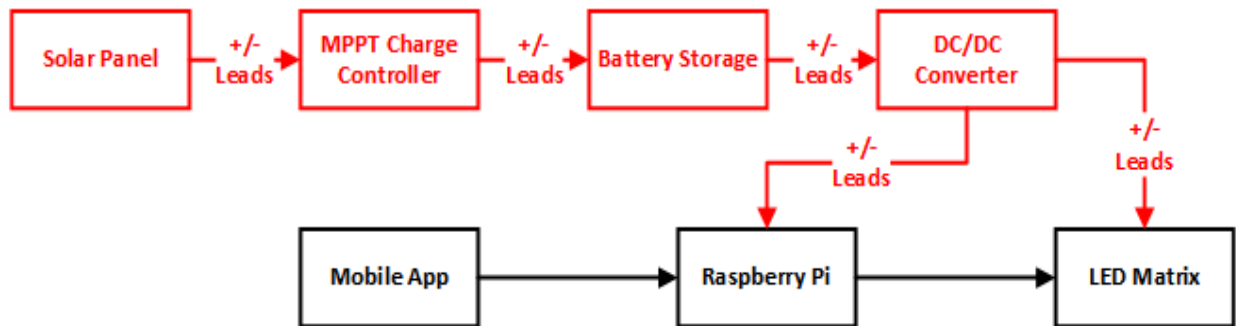 Solar Panel
+/-
Leads
MPPT Charge
Controller
+/-
Leads
Battery Storage
+/-
Leads
DC/DC
Converter
+/-
Leads
+/-
Leads
Mobile App
Raspberry Pi
LED Matrix